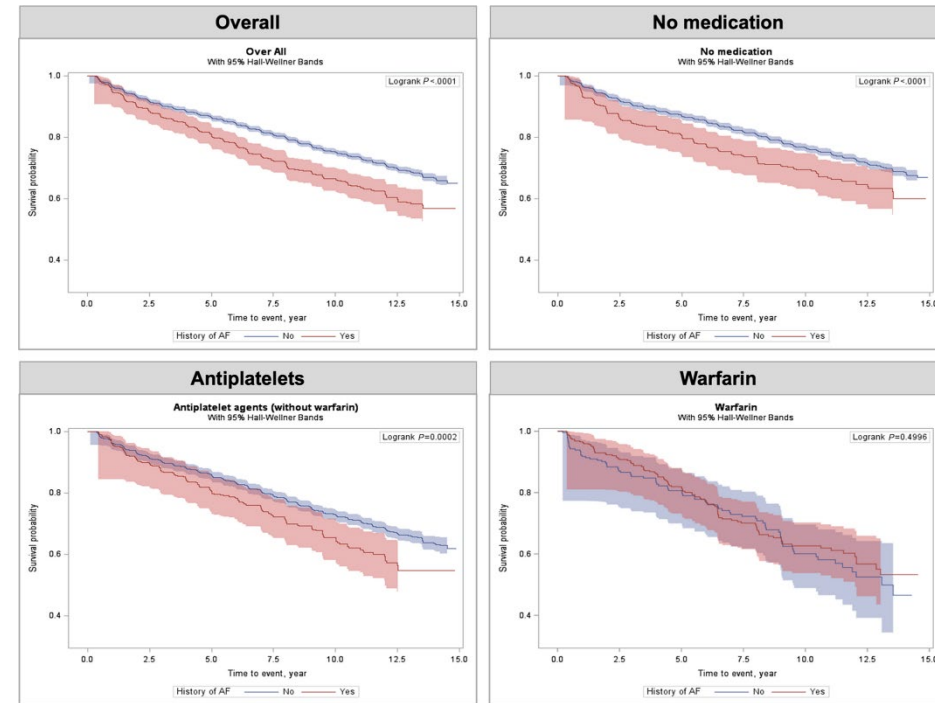 Overall
Over All
With 95% Hall-Wellner Bands
Logrank P<.0001
Survival probability
1.0
0.8
0.6
0.4
0.0 2.5 5.0 7.5 10.0 12.5 15.0
Time to event, year
History of AF No Yes
No medication
No medication
With 95% Hall-Wellner Bands
Logrank P<.0001
Survival probability
1.0
0.8
0.6
0.4
0.0 2.5 5.0 7.5 10.0 12.5 15.0
Time to event, year
History of AF No Yes
Antiplatelets
Antiplatelet agents (without warfarin)
With 95% Hall-Wellner Bands
Logrank P=0.0002
Survival probability
1.0
0.8
0.6
0.4
0.0 2.5 5.0 7.5 10.0 12.5 15.0
Time to event, year
History of AF No Yes
Warfarin
Warfarin
With 95% Hall-Wellner Bands
Logrank P=0.4996
Survival probability
1.0
0.8
0.6
0.4
0.0 2.5 5.0 7.5 10.0 12.5 15.0
Time to event, year
History of AF No Yes